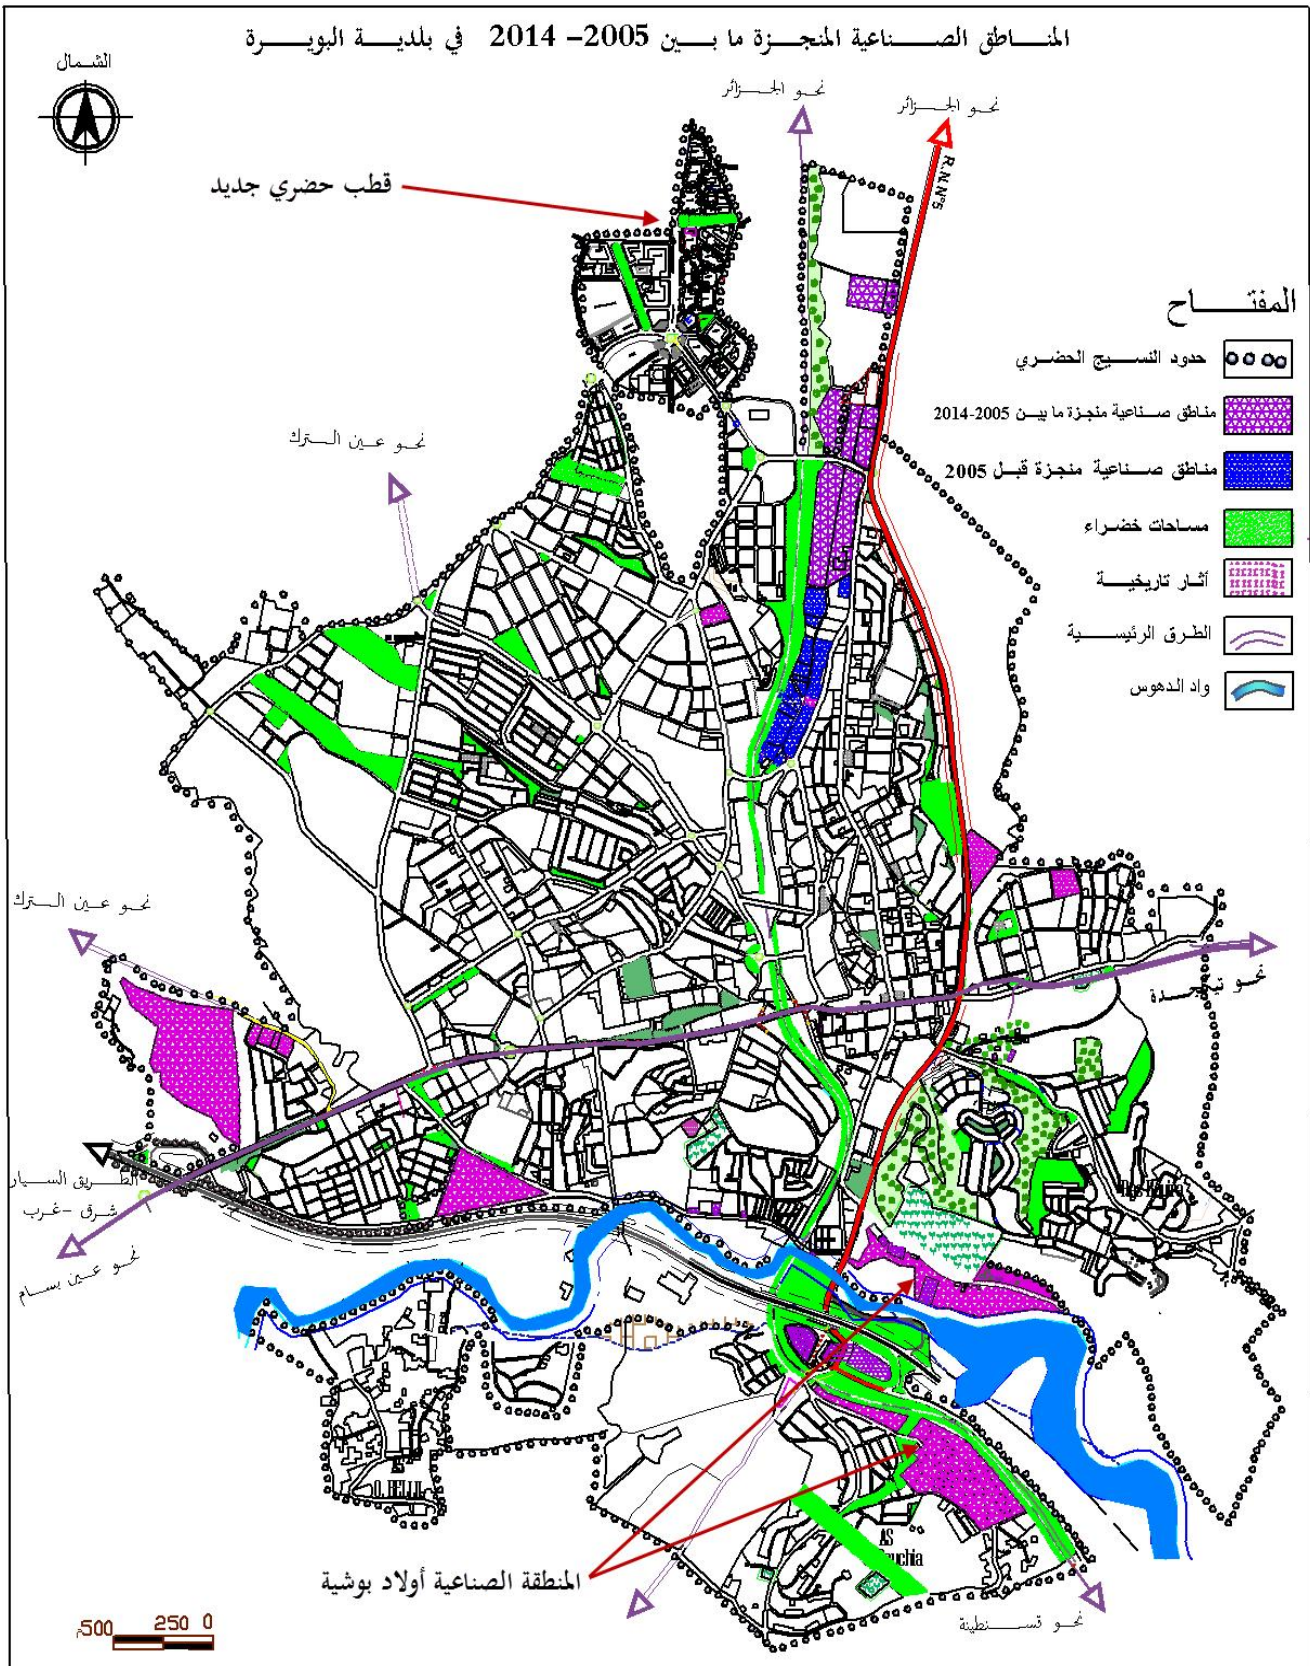 المناطق الصناعية المنجزة ما بين 2005– 2014 في بلدية البويرة
الشمال
نحو الجزائر
نحو الجزائر
R.N.N°5
قطب حضري جديد
المفتاح
حدود النسيج الحضري
مناطق صناعية منجزة ما بين 2005-2014
مناطق صناعية منجزة قبل 2005
مساحات خضراء
أثار تاريخية
الطرق الرئيسية
واد الدهوس
نحو عين الترك
نحو عين الترك
نحو تيكجدة
الطريق السيار
شرق -غرب
نحو عين بسام
المنطقة الصناعية أولاد بوشية
نحو قسنطينة
AS
0 250 500م